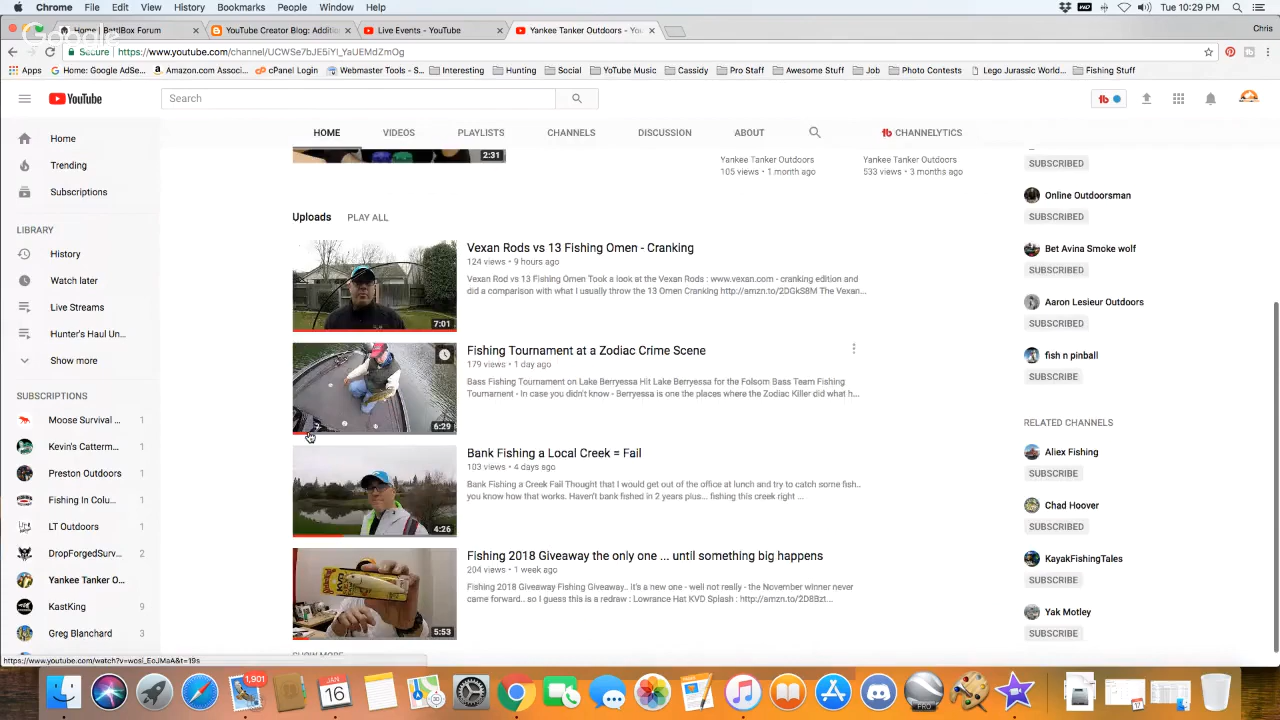 Chrome File Edit View History Bookmarks People Window Help Tue 10:29 PM
Home | BattlBox Forum YouTube Creator Blog: Addition Live Events - YouTube Yankee Tanker Outdoors - You Chris
Secure https://www.youtube.com/channel/UCWSe7bJE5iYI_YaUEMdZmOg
Apps Home: Google AdSe... Amazon.com Associ... cPanel Login Webmaster Tools - S... Interesting Hunting Social YoTube Music Cassidy Pro Staff Awesome Stuff Job Photo Contests Lego Jurassic World... Fishing Stuff
YouTube Search
HOME VIDEOS PLAYLISTS CHANNELS DISCUSSION ABOUT CHANNELYTICS
Home
Trending
Subscriptions
LIBRARY
History
Watch later
Live Streams
Hunter's Haul Un...
Show more
SUBSCRIPTIONS
Moose Survival ... 1
Kevin's Catterm... 1
Preston Outdoors 1
Fishing In Colu... 1
LT Outdoors 1
DropForgedSurv... 2
Yankee Tanker O...
KastKing 9
Greg Blanchard 3
2:31
Yankee Tanker Outdoors
105 views • 1 month ago
Yankee Tanker Outdoors
533 views • 3 months ago
Uploads PLAY ALL
7:01
Vexan Rods vs 13 Fishing Omen - Cranking
124 views • 9 hours ago
Vexan Rod vs 13 Fishing Omen Took a look at the Vexan Rods : www.vexan.com - cranking edition and
did a comparison with what I usually throw the 13 Omen Cranking http://amzn.to/2DGkS8M The Vexan...
6:29
Fishing Tournament at a Zodiac Crime Scene
179 views • 1 day ago
Bass Fishing Tournament on Lake Berryessa Hit Lake Berryessa for the Folsom Bass Team Fishing
Tournament - In case you didn't know - Berryessa is one the places where the Zodiac Killer did what h...
4:26
Bank Fishing a Local Creek = Fail
103 views • 4 days ago
Bank Fishing a Creek Fail Thought that I would get out of the office at lunch and try to catch some fish..
you know how that works. Haven't bank fished in 2 years plus... fishing this creek right ...
5:53
Fishing 2018 Giveaway the only one ... until something big happens
204 views • 1 week ago
Fishing 2018 Giveaway Fishing Giveaway.. it's a new one - well not really - the November winner never
came forward.. so I guess this is a redraw : Lowrance Hat KVD Splash : http://amzn.to/2D8Bzt...
SHOW MORE
SUBSCRIBED
Online Outdoorsman
SUBSCRIBED
Bet Avina Smoke wolf
SUBSCRIBED
Aaron Lesieur Outdoors
SUBSCRIBED
fish n pinball
SUBSCRIBE
RELATED CHANNELS
Aliex Fishing
SUBSCRIBE
Chad Hoover
SUBSCRIBED
KayakFishingTales
SUBSCRIBE
Yak Motley
SUBSCRIBE
https://www.youtube.com/watch?v=wosi_EoJMaA&t=19s
1,901 JAN 16 PRO